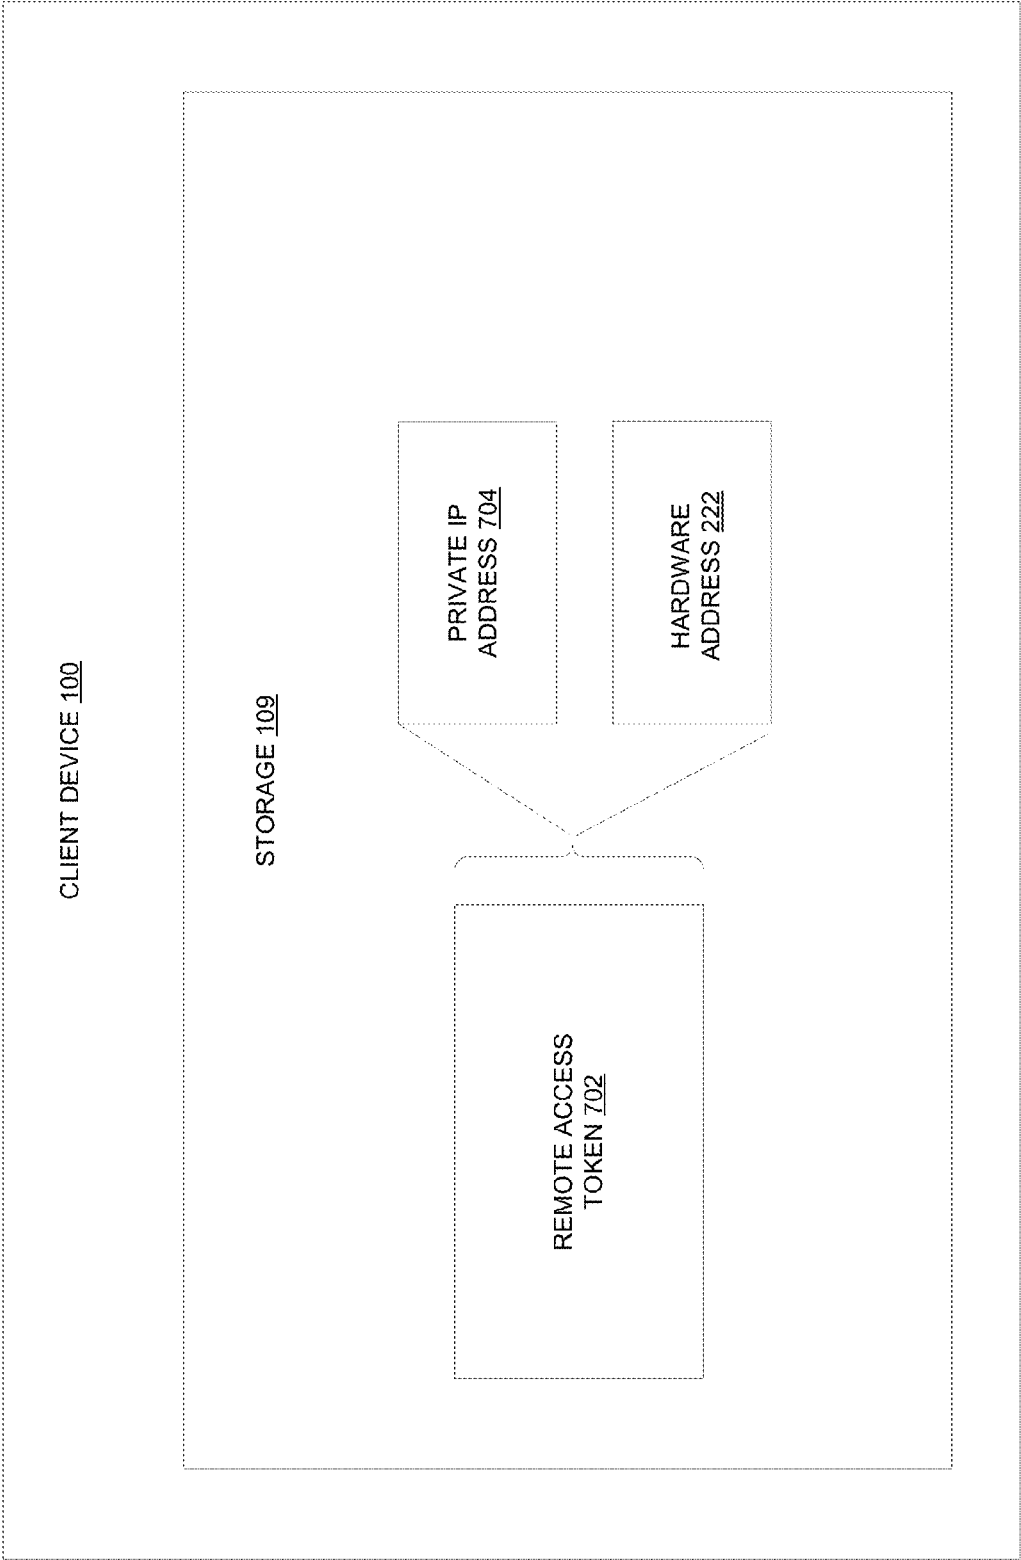 CLIENT DEVICE 100
STORAGE 109
REMOTE ACCESS
TOKEN 702
PRIVATE IP
ADDRESS 704
HARDWARE
ADDRESS 222